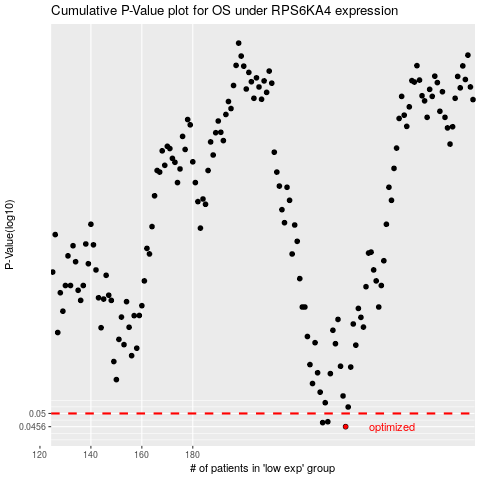 Cumulative P-Value plot for OS under RPS6KA4 expression
P-Value(log10)
0.05
0.0456
optimized
120 140 160 180
# of patients in 'low exp' group